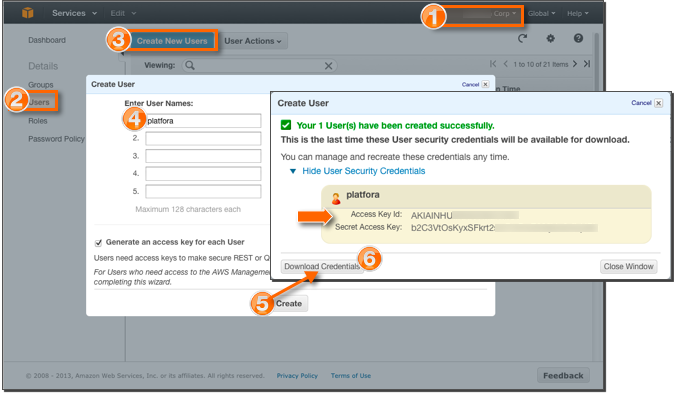 Services
Edit
1
Corp
Global
Help
Dashboard
3
Create New Users
User Actions
?
Details
Viewing:
1 to 10 of 21 Items
Groups
2
Users
Roles
Password Policy
n Time
Create User
Cancel
Enter User Names:
4
platfora
2.
3.
4.
5.
Maximum 128 characters each
Generate an access key for each User
Users need access keys to make secure REST or Q
For Users who need access to the AWS Manageme
completing this wizard.
5
Create
Create User
Cancel
Your 1 User(s) have been created successfully.
This is the last time these User security credentials will be available for download.
You can manage and recreate these credentials any time.
Hide User Security Credentials
platfora
Access Key Id: AKIAINHU
Secret Access Key: b2C3VtOsKyxSFkrt2
6
Download Credentials
Close Window
© 2008 - 2013, Amazon Web Services, Inc. or its affiliates. All rights reserved.
Privacy Policy
Terms of Use
Feedback